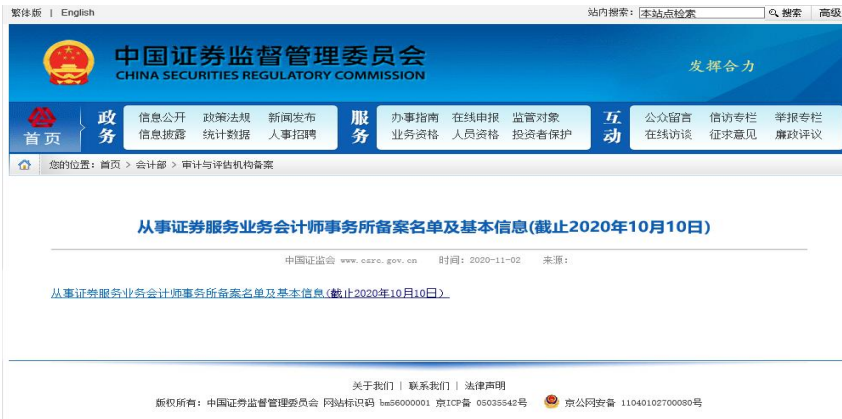 繁体版 | English 站内搜索: 本站点检索 搜索 高级
中国证券监督管理委员会
CHINA SECURITIES REGULATORY COMMISSION
发挥合力
首页 政务 信息公开 政策法规 新闻发布 服务 办事指南 在线申报 监管对象 互动 公众留言 信访专栏 举报专栏
信息披露 统计数据 人事招聘 业务资格 人员资格 投资者保护 在线访谈 征求意见 廉政评议
您的位置: 首页 > 会计部 > 审计与评估机构备案
从事证券服务业务会计师事务所备案名单及基本信息(截止2020年10月10日)
中国证监会 www.csrc.gov.cn 时间: 2020-11-02 来源:
从事证券服务业务会计师事务所备案名单及基本信息(截止2020年10月10日)
关于我们 | 联系我们 | 法律声明
版权所有: 中国证券监督管理委员会 网站标识码 bm56000001 京ICP备 05035542号 京公网安备 11040102700080号